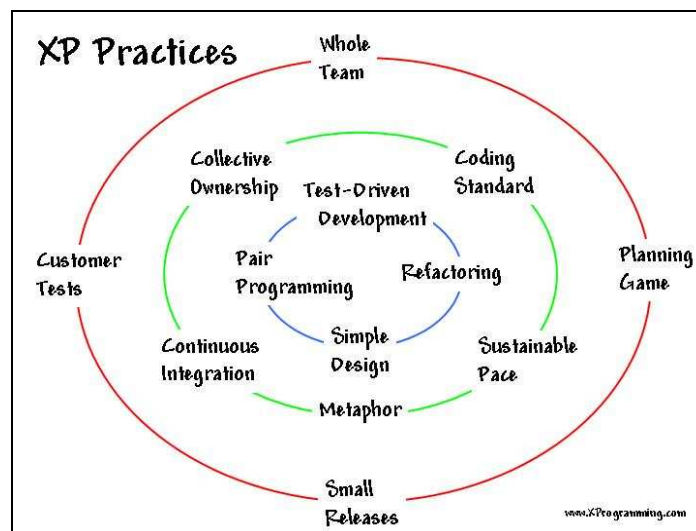 XP Practices
Whole
Team
Collective
Ownership
Coding
Standard
Test-Driven
Development
Customer
Tests
Pair
Programming
Refactoring
Planning
Game
Continuous
Integration
Simple
Design
Sustainable
Pace
Metaphor
Small
Releases
www.XProgramming.com